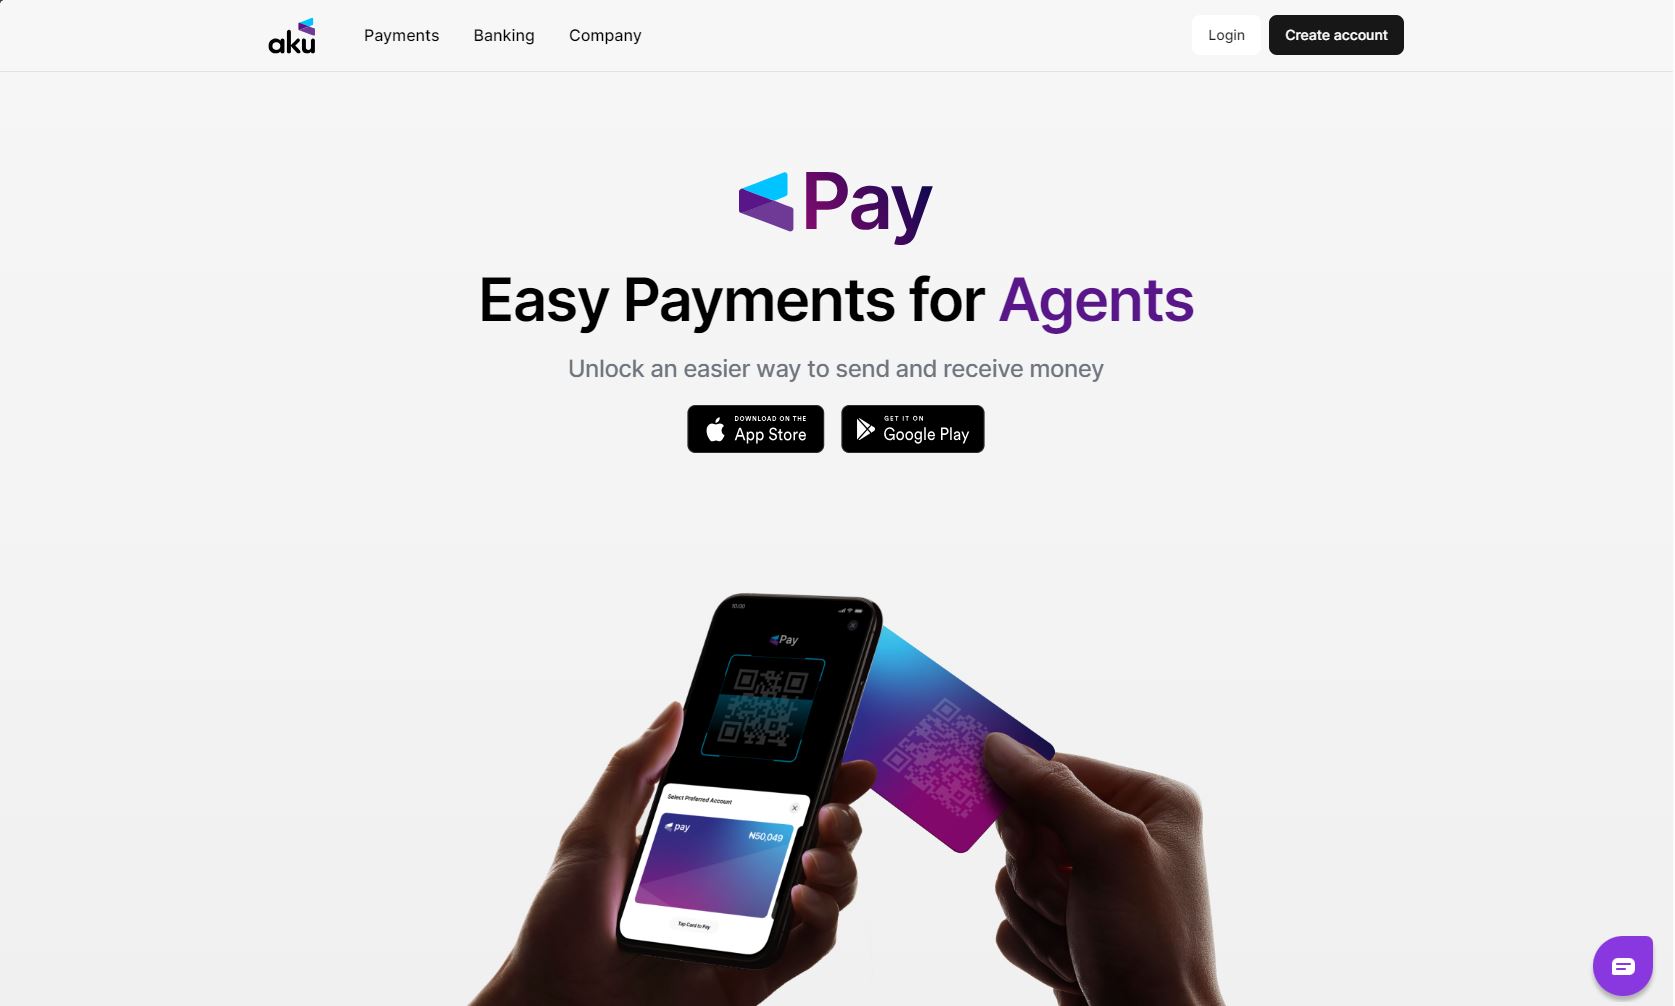 aku
Payments
Banking
Company
Login
Create account
Pay
Easy Payments for Agents
Unlock an easier way to send and receive money
DOWNLOAD ON THE
App Store
GET IT ON
Google Play
10:00
Pay
Select Preferred Account
pay
₦50,049
Tap Card to Pay